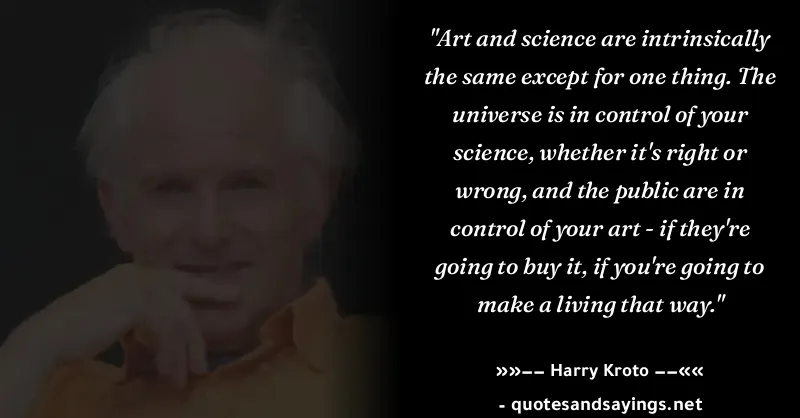 "Art and science are intrinsically
the same except for one thing. The
universe is in control of your
science, whether it's right or
wrong, and the public are in
control of your art - if they're
going to buy it, if you're going to
make a living that way."
»»−− Harry Kroto −−««
- quotesandsayings.net